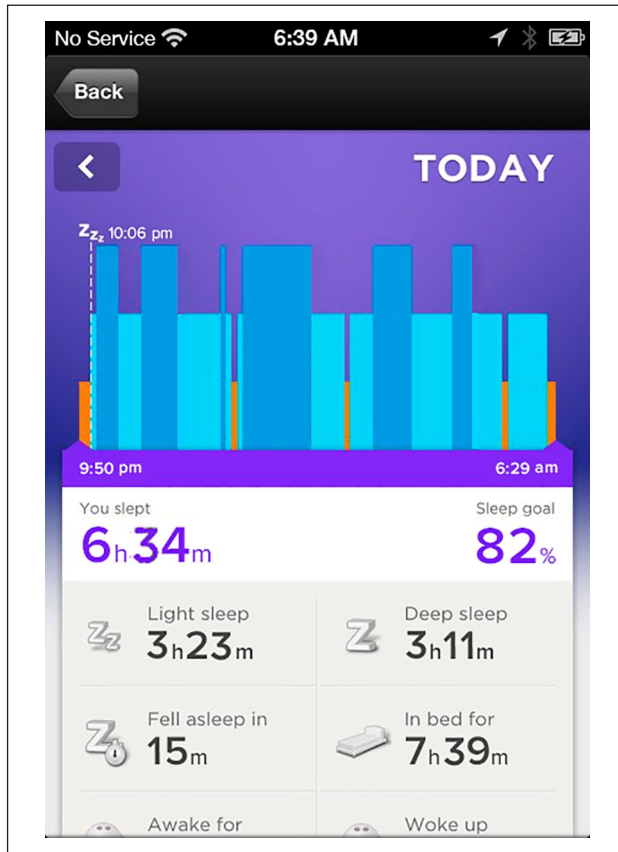 No Service 6:39 AM
Back
TODAY
Zzz 10:06 pm
9:50 pm 6:29 am
You slept Sleep goal
6h34m 82%
Light sleep Deep sleep
3h23m 3h11m
Fell asleep in In bed for
15m 7h39m
Awake for Woke up